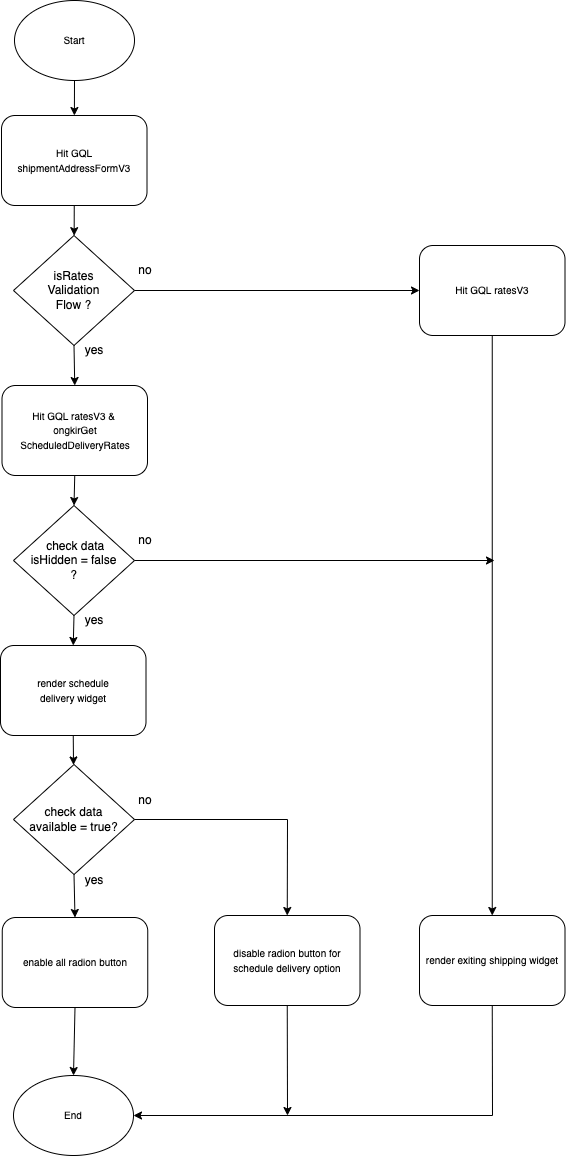 Start
Hit GQL
shipmentAddressFormV3
isRates
Validation
Flow ?
no
Hit GQL ratesV3
yes
Hit GQL ratesV3 &
ongkirGet
ScheduledDeliveryRates
check data
isHidden = false
?
no
yes
render schedule
delivery widget
check data
available = true?
no
yes
enable all radion button
disable radion button for
schedule delivery option
render exiting shipping widget
End